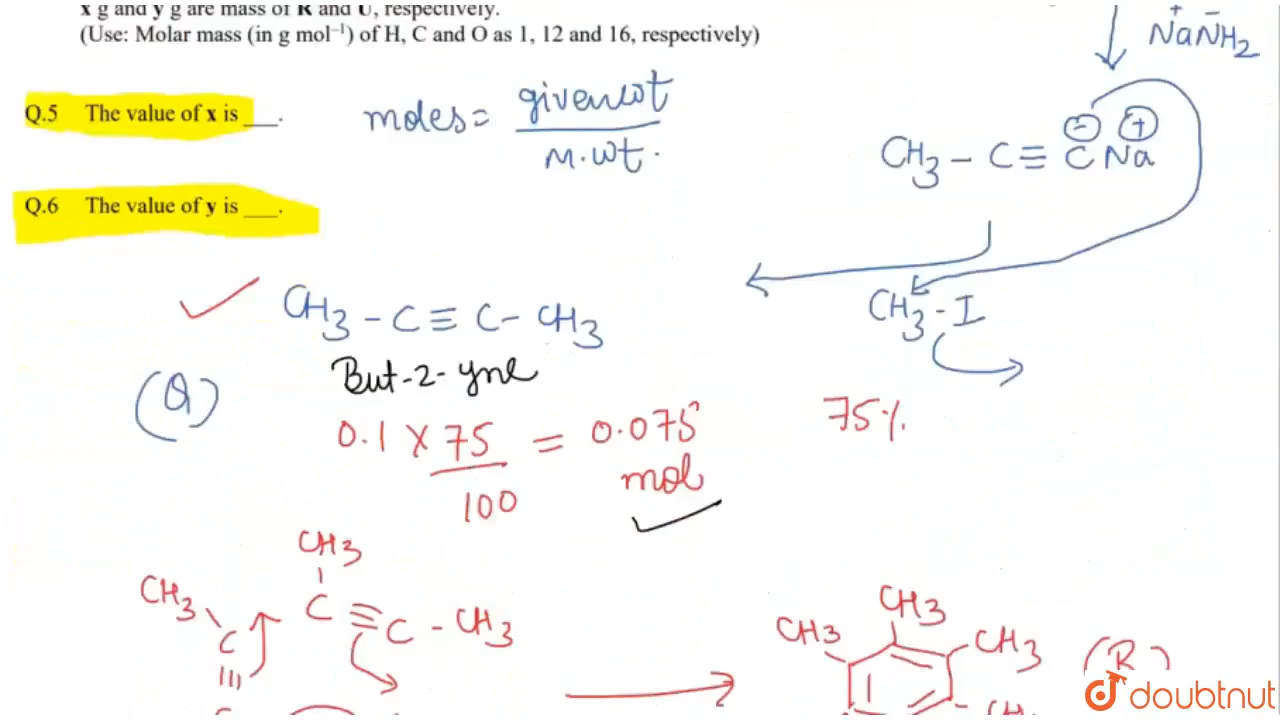 x g and y g are mass of R and U, respectively.
(Use: Molar mass (in g mol⁻¹) of H, C and O as 1, 12 and 16, respectively)
Na⁺NH₂⁻
Q.5 The value of x is ___.
moles = given wt / M.wt.
CH₃ – C ≡ C⊖ Na⊕
Q.6 The value of y is ___.
CH₃ – I
CH₃ – C ≡ C – CH₃
But-2-yne
(Q)
0.1 × 75/100 = 0.075 mol
75%
CH₃
CH₃ C ≡ C – CH₃
C
CH₃
CH₃ CH₃ (R)
CH
doubtnut